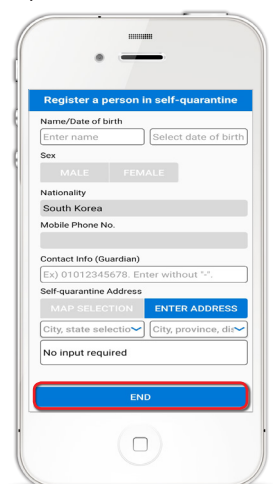 Register a person in self-quarantine
Name/Date of birth
Enter name Select date of birth
Sex
MALE FEMALE
Nationality
South Korea
Mobile Phone No.
Contact Info (Guardian)
Ex) 01012345678. Enter without "-".
Self-quarantine Address
MAP SELECTION ENTER ADDRESS
City, state selectio City, province, dis
No input required
END